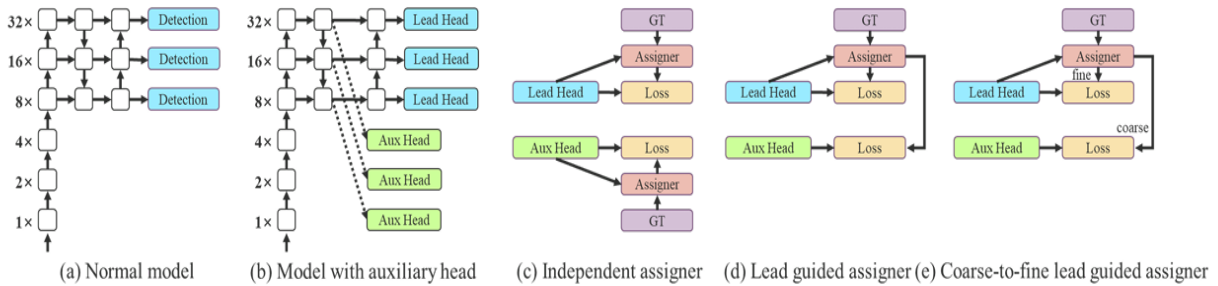 32×
Detection
16×
Detection
8×
Detection
4×
2×
1×
(a) Normal model
32×
Lead Head
16×
Lead Head
8×
Lead Head
4×
Aux Head
2×
Aux Head
1×
Aux Head
(b) Model with auxiliary head
GT
Assigner
Lead Head
Loss
Aux Head
Loss
Assigner
GT
(c) Independent assigner
GT
Assigner
Lead Head
Loss
Aux Head
Loss
(d) Lead guided assigner
GT
Assigner
fine
Lead Head
Loss
coarse
Aux Head
Loss
(e) Coarse-to-fine lead guided assigner